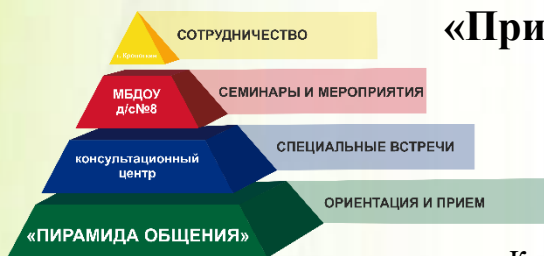 «При
СОТРУДНИЧЕСТВО
МБДОУ
д/с№8
СЕМИНАРЫ И МЕРОПРИЯТИЯ
консультационный
центр
СПЕЦИАЛЬНЫЕ ВСТРЕЧИ
ОРИЕНТАЦИЯ И ПРИЕМ
«ПИРАМИДА ОБЩЕНИЯ»